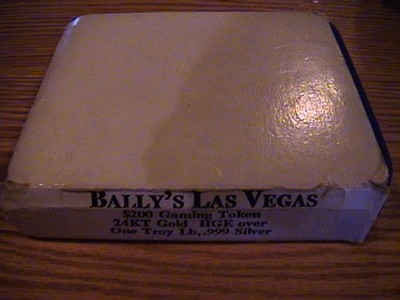 BALLY'S LAS VEGAS
$200 Gaming Token
24KT Gold HGE over
One Troy Lb, .999 Silver